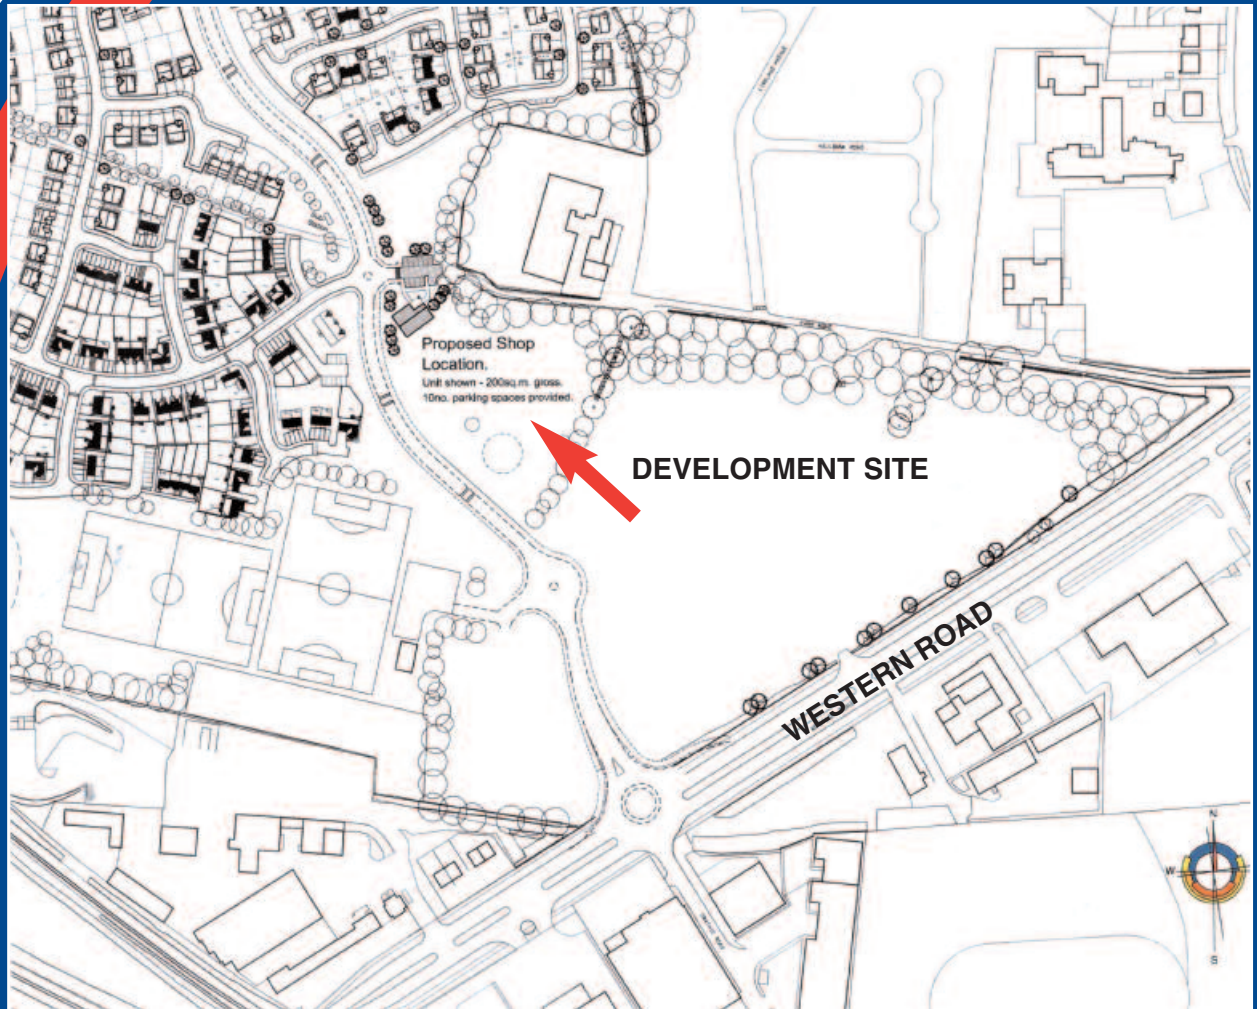 Proposed Shop
Location.
Unit shown - 200sq.m. gross.
10no. parking spaces provided.
DEVELOPMENT SITE
WESTERN ROAD
N
W
S